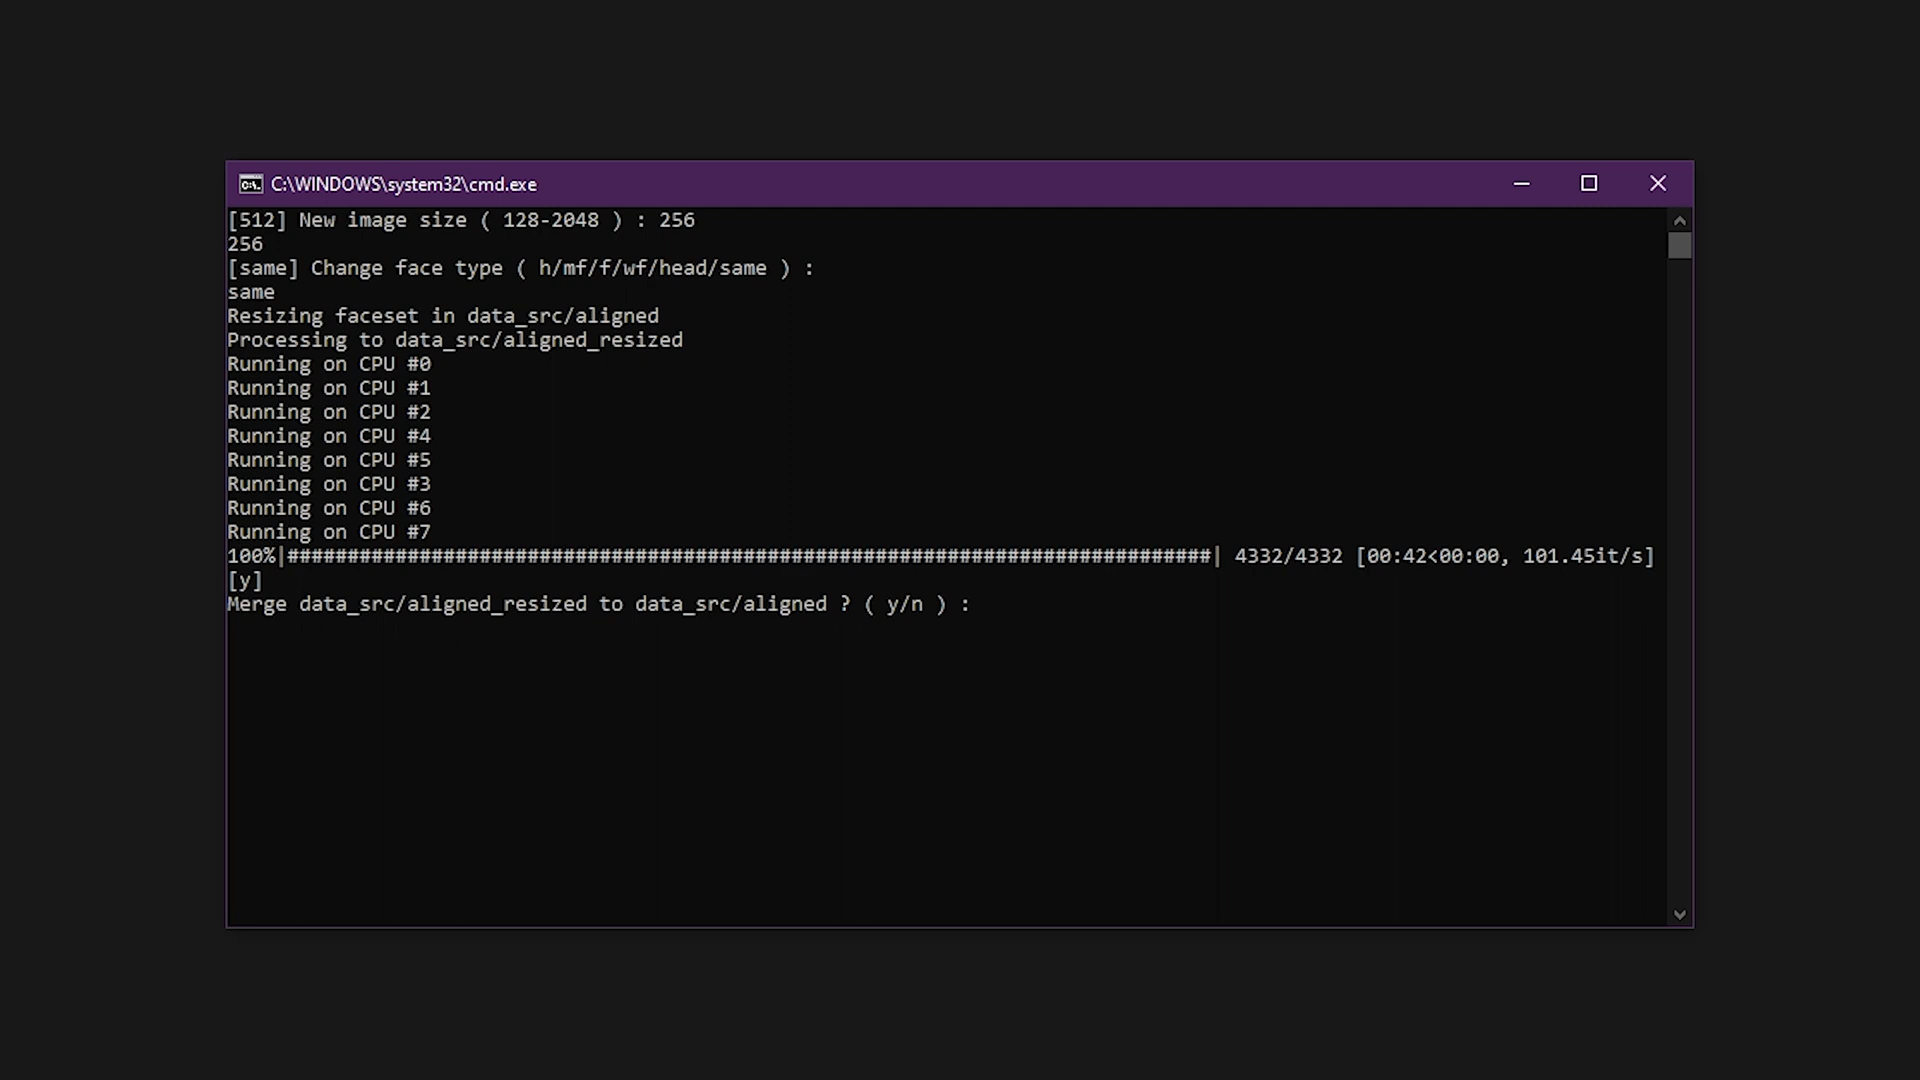 C:\WINDOWS\system32\cmd.exe
[512] New image size ( 128-2048 ) : 256
256
[same] Change face type ( h/mf/f/wf/head/same ) :
same
Resizing faceset in data_src/aligned
Processing to data_src/aligned_resized
Running on CPU #0
Running on CPU #1
Running on CPU #2
Running on CPU #4
Running on CPU #5
Running on CPU #3
Running on CPU #6
Running on CPU #7
100%|#############################################################################| 4332/4332 [00:42<00:00, 101.45it/s]
[y]
Merge data_src/aligned_resized to data_src/aligned ? ( y/n ) :